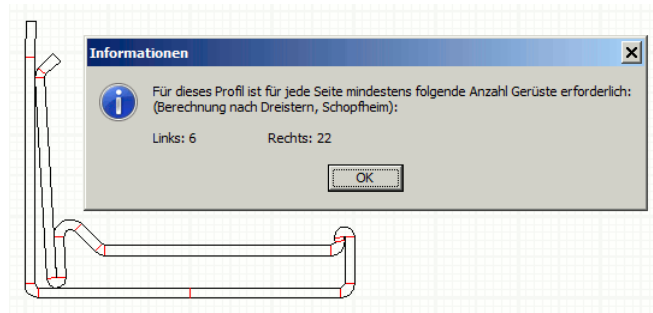 Informationen
Für dieses Profil ist für jede Seite mindestens folgende Anzahl Gerüste erforderlich:
(Berechnung nach Dreistern, Schopfheim):
Links: 6 Rechts: 22
OK